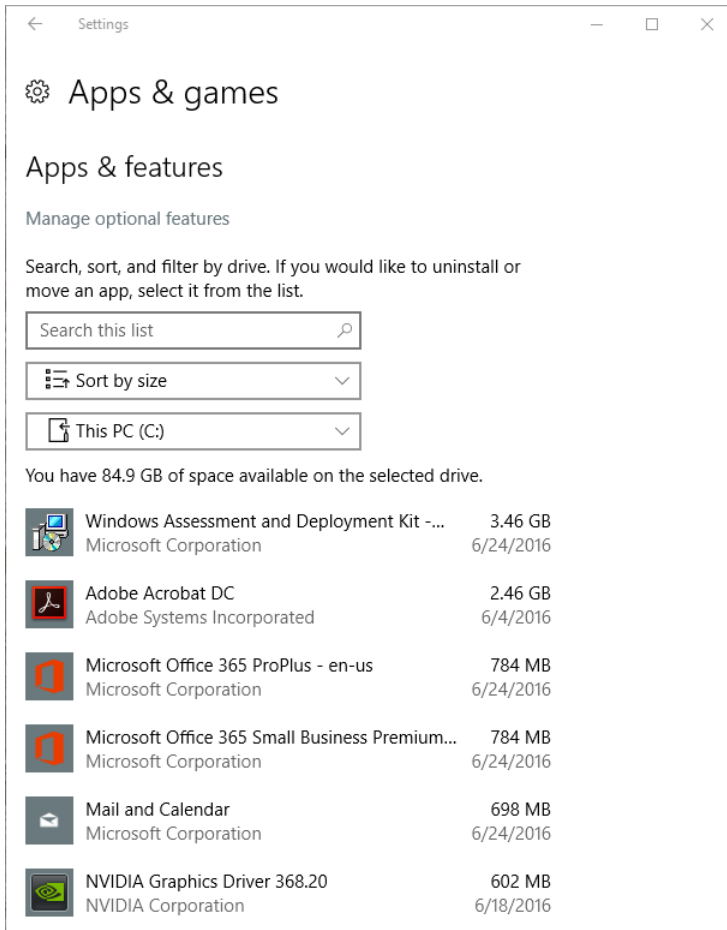 Settings
Apps & games
Apps & features
Manage optional features
Search, sort, and filter by drive. If you would like to uninstall or
move an app, select it from the list.
Search this list
Sort by size
This PC (C:)
You have 84.9 GB of space available on the selected drive.
Windows Assessment and Deployment Kit -... 3.46 GB
Microsoft Corporation 6/24/2016
Adobe Acrobat DC 2.46 GB
Adobe Systems Incorporated 6/4/2016
Microsoft Office 365 ProPlus - en-us 784 MB
Microsoft Corporation 6/24/2016
Microsoft Office 365 Small Business Premium... 784 MB
Microsoft Corporation 6/24/2016
Mail and Calendar 698 MB
Microsoft Corporation 6/24/2016
NVIDIA Graphics Driver 368.20 602 MB
NVIDIA Corporation 6/18/2016